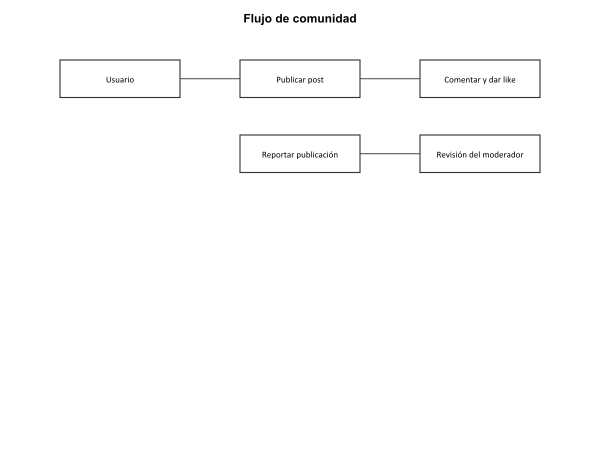 Flujo de comunidad
Usuario
Publicar post
Comentar y dar like
Reportar publicación
Revisión del moderador